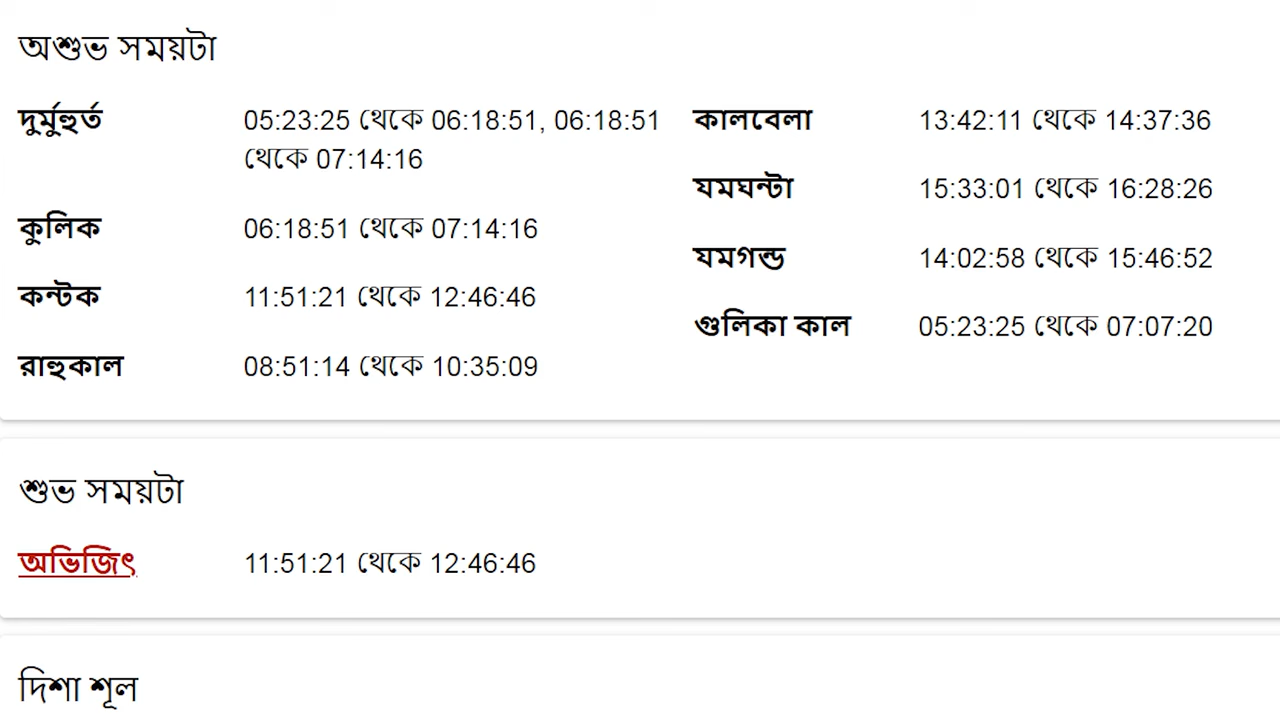 অশুভ সময়টা
দুর্মুহুর্ত 05:23:25 থেকে 06:18:51, 06:18:51
থেকে 07:14:16
কুলিক 06:18:51 থেকে 07:14:16
কন্টক 11:51:21 থেকে 12:46:46
রাহুকাল 08:51:14 থেকে 10:35:09
কালবেলা 13:42:11 থেকে 14:37:36
যমঘন্টা 15:33:01 থেকে 16:28:26
যমগন্ড 14:02:58 থেকে 15:46:52
গুলিকা কাল 05:23:25 থেকে 07:07:20
শুভ সময়টা
অভিজিৎ 11:51:21 থেকে 12:46:46
দিশা শূল